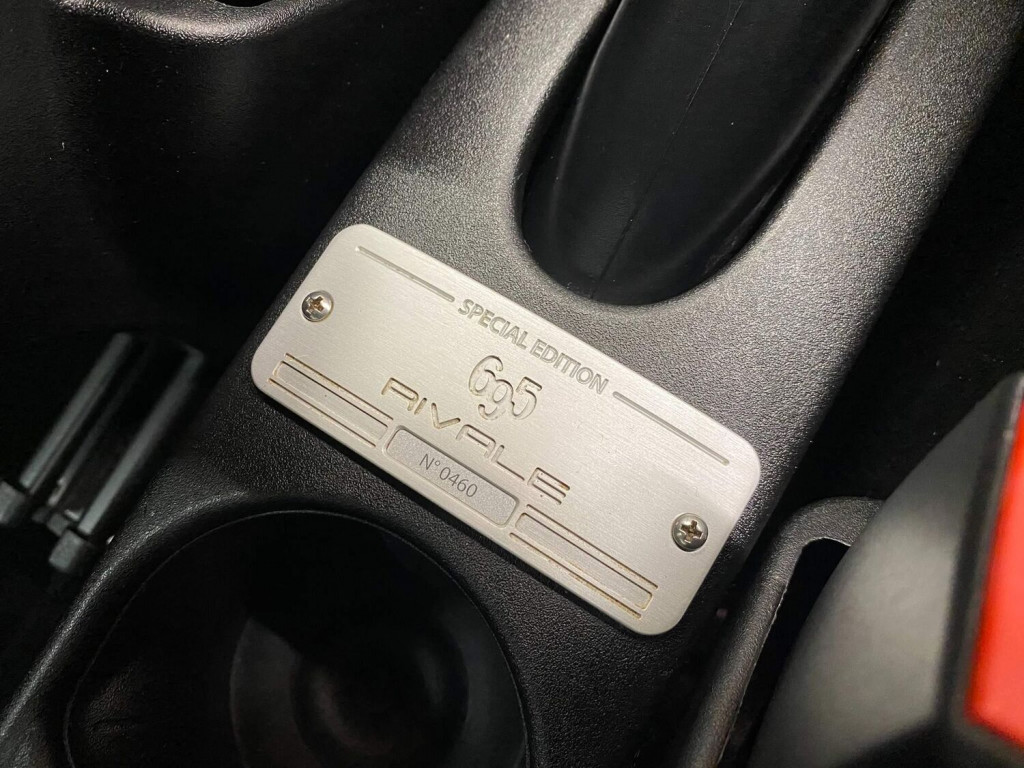 SPECIAL EDITION
695
RIVALE
N° 0460